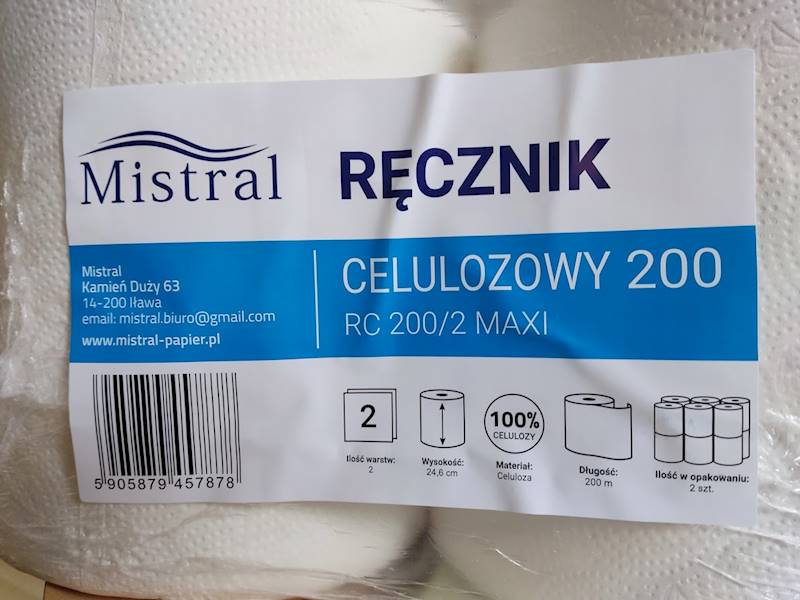 Mistral
RĘCZNIK
Mistral
Kamień Duży 63
14-200 Iława
email: mistral.biuro@gmail.com
www.mistral-papier.pl
CELULOZOWY 200
RC 200/2 MAXI
5 905879 457878
2
Ilość warstw:
2
Wysokość:
24,6 cm
100%
CELULOZY
Materiał:
Celuloza
Długość:
200 m
Ilość w opakowaniu:
2 szt.